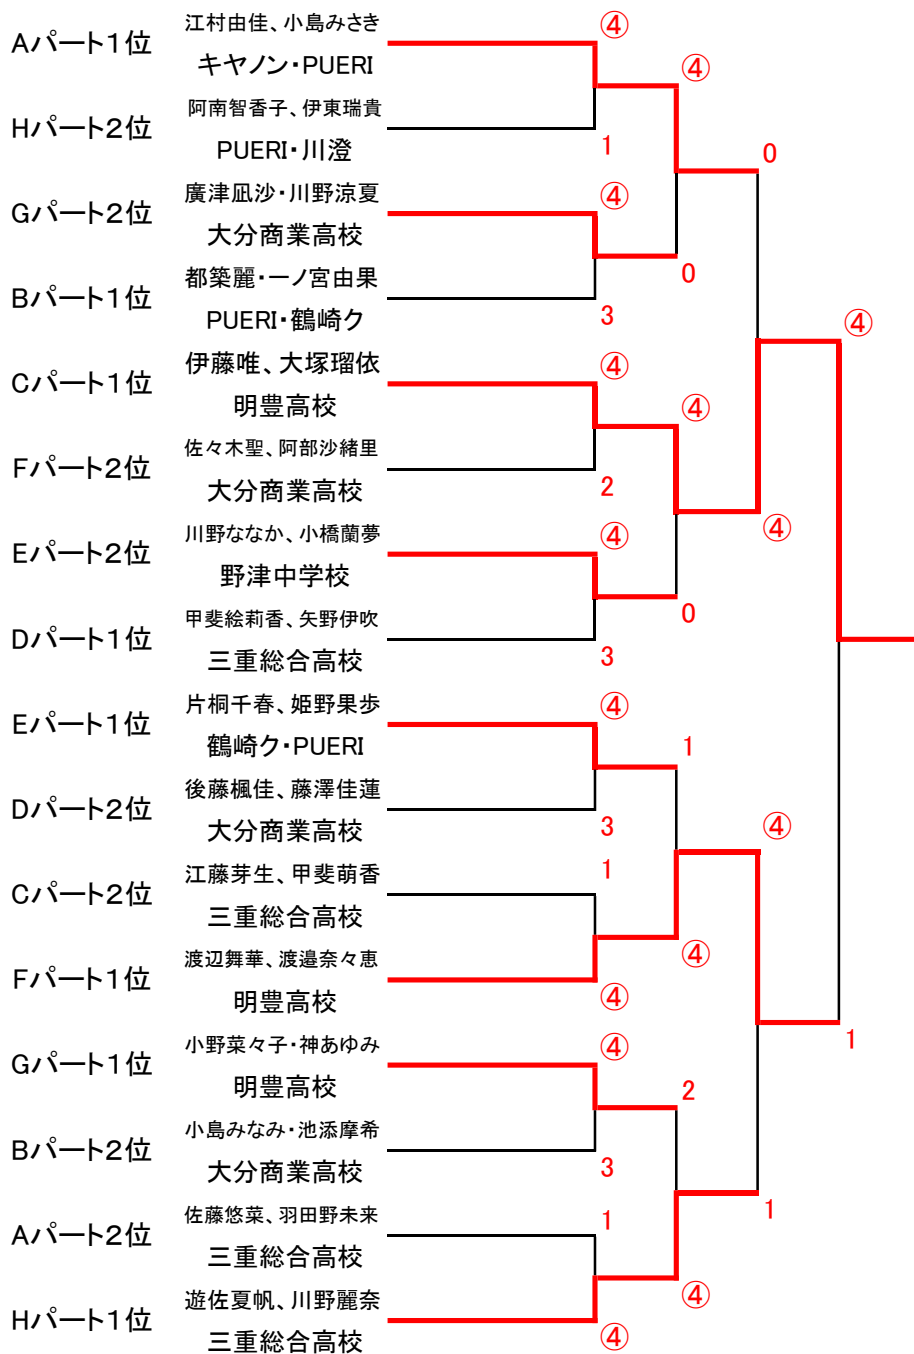 江村由佳、小島みさき
④
Aパート1位
キヤノン・PUERI
④
阿南智香子、伊東瑞貴
Hパート2位
1
PUERI・川澄
0
廣津凪沙・川野涼夏
④
Gパート2位
大分商業高校
0
都築麗・一ノ宮由果
Bパート1位
3
PUERI・鶴崎ク
④
伊藤唯、大塚瑠依
④
Cパート1位
明豊高校
④
佐々木聖、阿部沙緒里
Fパート2位
2
大分商業高校
④
川野ななか、小橋蘭夢
④
Eパート2位
野津中学校
0
甲斐絵莉香、矢野伊吹
Dパート1位
3
三重総合高校
片桐千春、姫野果歩
④
Eパート1位
鶴崎ク・PUERI
1
後藤楓佳、藤澤佳蓮
Dパート2位
3
大分商業高校
④
江藤芽生、甲斐萌香
1
Cパート2位
三重総合高校
④
渡辺舞華、渡邉奈々恵
Fパート1位
④
明豊高校
小野菜々子・神あゆみ
④
1
Gパート1位
明豊高校
2
小島みなみ・池添摩希
Bパート2位
3
大分商業高校
佐藤悠菜、羽田野未来
1
1
Aパート2位
三重総合高校
④
遊佐夏帆、川野麗奈
Hパート1位
④
三重総合高校